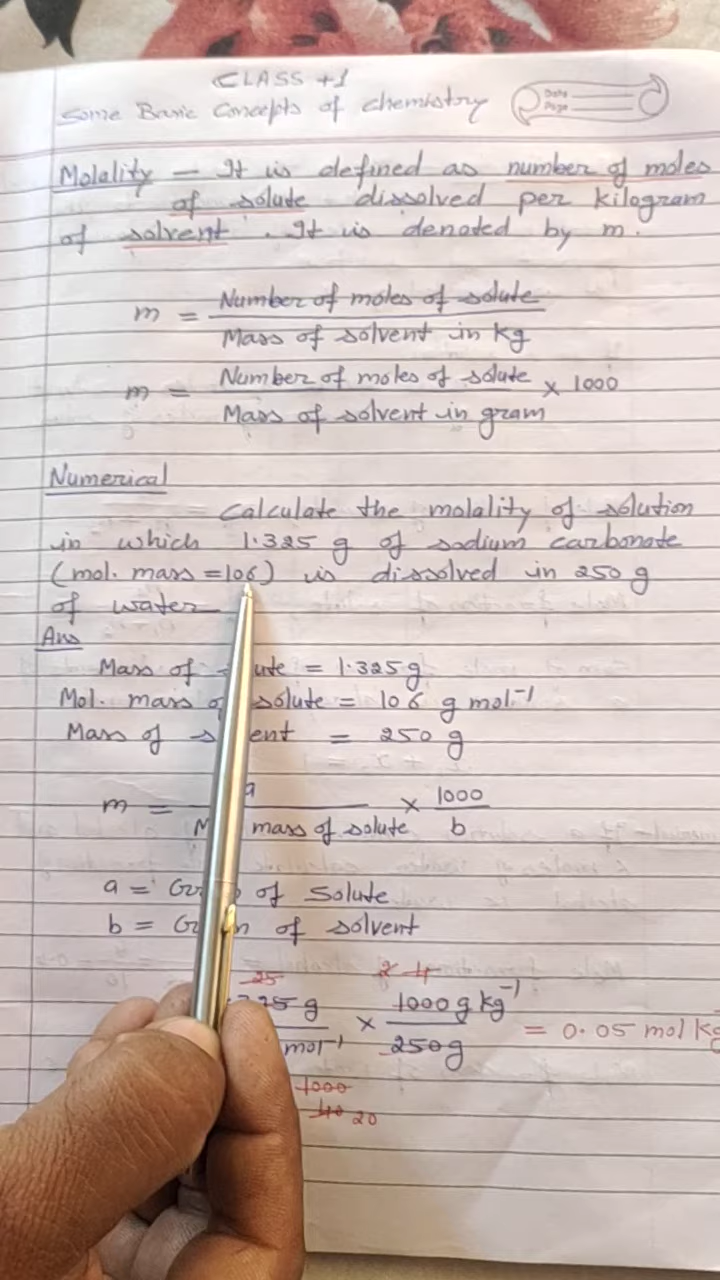 CLASS +1
Some Basic Concepts of chemistry
Date
Page
Molality — It is defined as number of moles
of solute dissolved per kilogram
of solvent. It is denoted by m.
m = Number of moles of solute / Mass of solvent in kg
m = Number of moles of solute / Mass of solvent in gram × 1000
Numerical
Calculate the molality of solution
in which 1.325 g of sodium carbonate
(mol. mass = 106) is dissolved in 250 g
of water
Ans
Mass of = 1.325 g
Mol. mass solute = 106 g mol⁻¹
Mass of = 250 g
m = a / mass of solute × 1000 / b
a = of Solute
b = of solvent
25 2 4
g × 1000 g kg⁻¹ / mol⁻¹ 250 g = 0.05 mol
1000
40 20